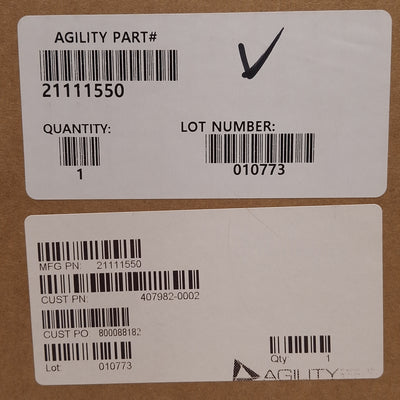 AGILITY PART#
21111550
QUANTITY: LOT NUMBER:
1 010773
MFG PN: 21111550
CUST PN: 407982-0002
CUST PO 800088182
Lot: 010773 Qty 1
AGILITY